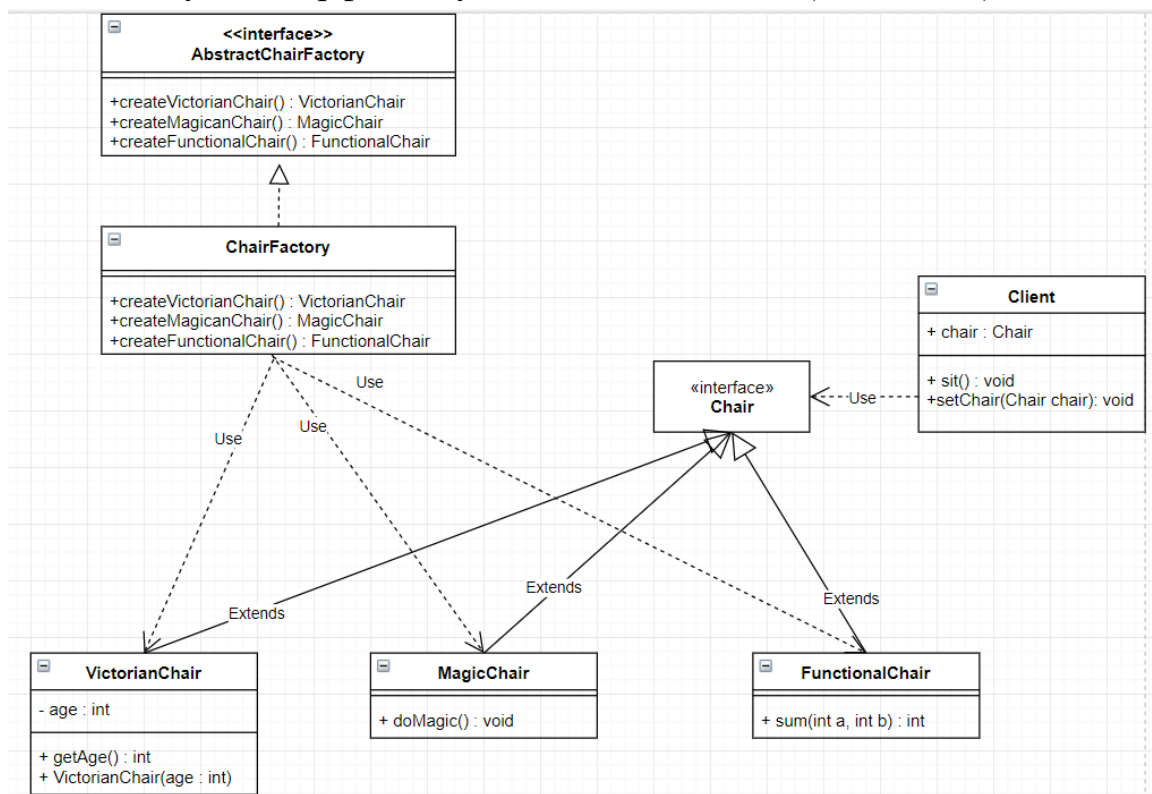 <<interface>>
AbstractChairFactory
+createVictorianChair() : VictorianChair
+createMagicanChair() : MagicChair
+createFunctionalChair() : FunctionalChair
ChairFactory
+createVictorianChair() : VictorianChair
+createMagicanChair() : MagicChair
+createFunctionalChair() : FunctionalChair
Client
+ chair : Chair
+ sit() : void
+setChair(Chair chair): void
«interface»
Chair
Use
Use
Use
Use
Extends
Extends
Extends
VictorianChair
- age : int
+ getAge() : int
+ VictorianChair(age : int)
MagicChair
+ doMagic() : void
FunctionalChair
+ sum(int a, int b) : int